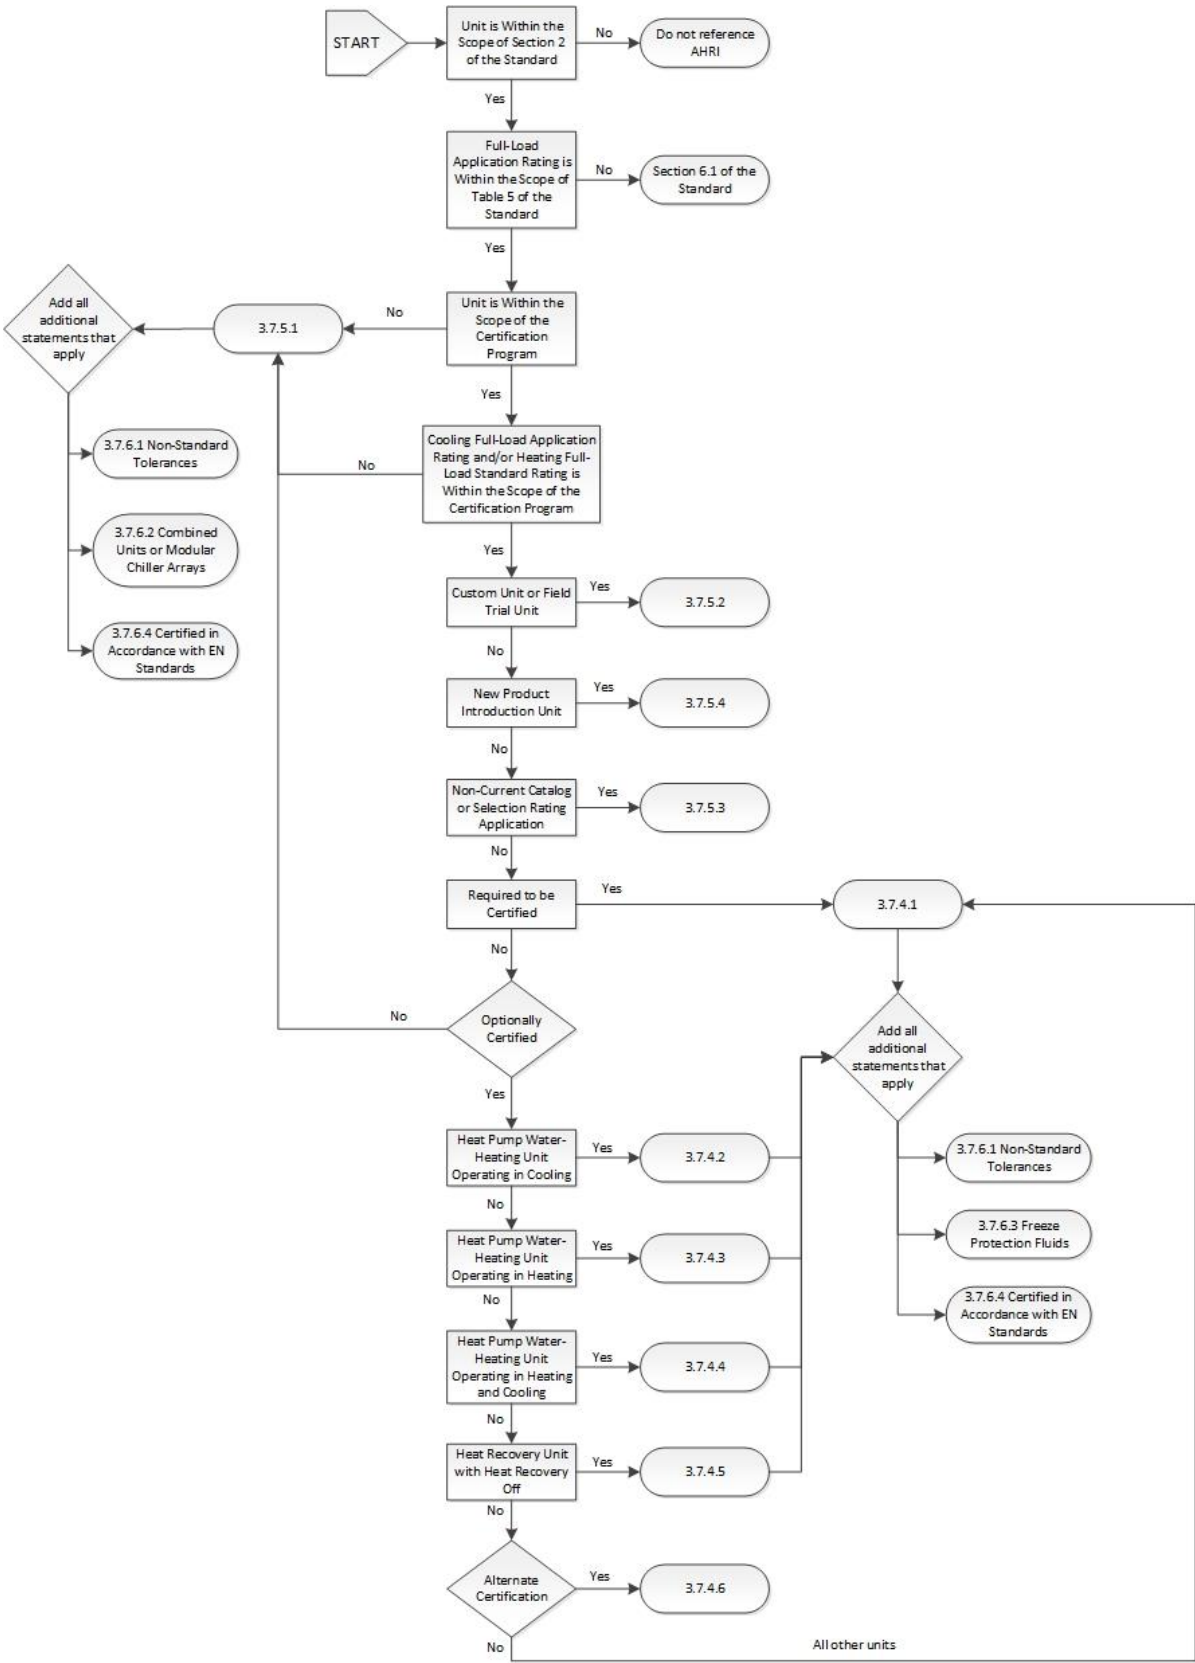 START
Unit is Within the
Scope of Section 2
of the Standard
No
Do not reference
AHRI
Yes
Full-Load
Application Rating is
Within the Scope of
Table 5 of the
Standard
No
Section 6.1 of the
Standard
Yes
Unit is Within the
Scope of the
Certification
Program
No
3.7.5.1
Add all
additional
statements that
apply
3.7.6.1 Non-Standard
Tolerances
3.7.6.2 Combined
Units or Modular
Chiller Arrays
3.7.6.4 Certified in
Accordance with EN
Standards
Yes
Cooling Full-Load Application
Rating and/or Heating Full-
Load Standard Rating is
Within the Scope of the
Certification Program
No
Yes
Custom Unit or Field
Trial Unit
Yes
3.7.5.2
No
New Product
Introduction Unit
Yes
3.7.5.4
No
Non-Current Catalog
or Selection Rating
Application
Yes
3.7.5.3
No
Required to be
Certified
Yes
3.7.4.1
No
Optionally
Certified
No
Add all
additional
statements that
apply
3.7.6.1 Non-Standard
Tolerances
3.7.6.3 Freeze
Protection Fluids
3.7.6.4 Certified in
Accordance with EN
Standards
Yes
Heat Pump Water-
Heating Unit
Operating in Cooling
Yes
3.7.4.2
No
Heat Pump Water-
Heating Unit
Operating in Heating
Yes
3.7.4.3
No
Heat Pump Water-
Heating Unit
Operating in Heating
and Cooling
Yes
3.7.4.4
No
Heat Recovery Unit
with Heat Recovery
Off
Yes
3.7.4.5
No
Alternate
Certification
Yes
3.7.4.6
No
All other units